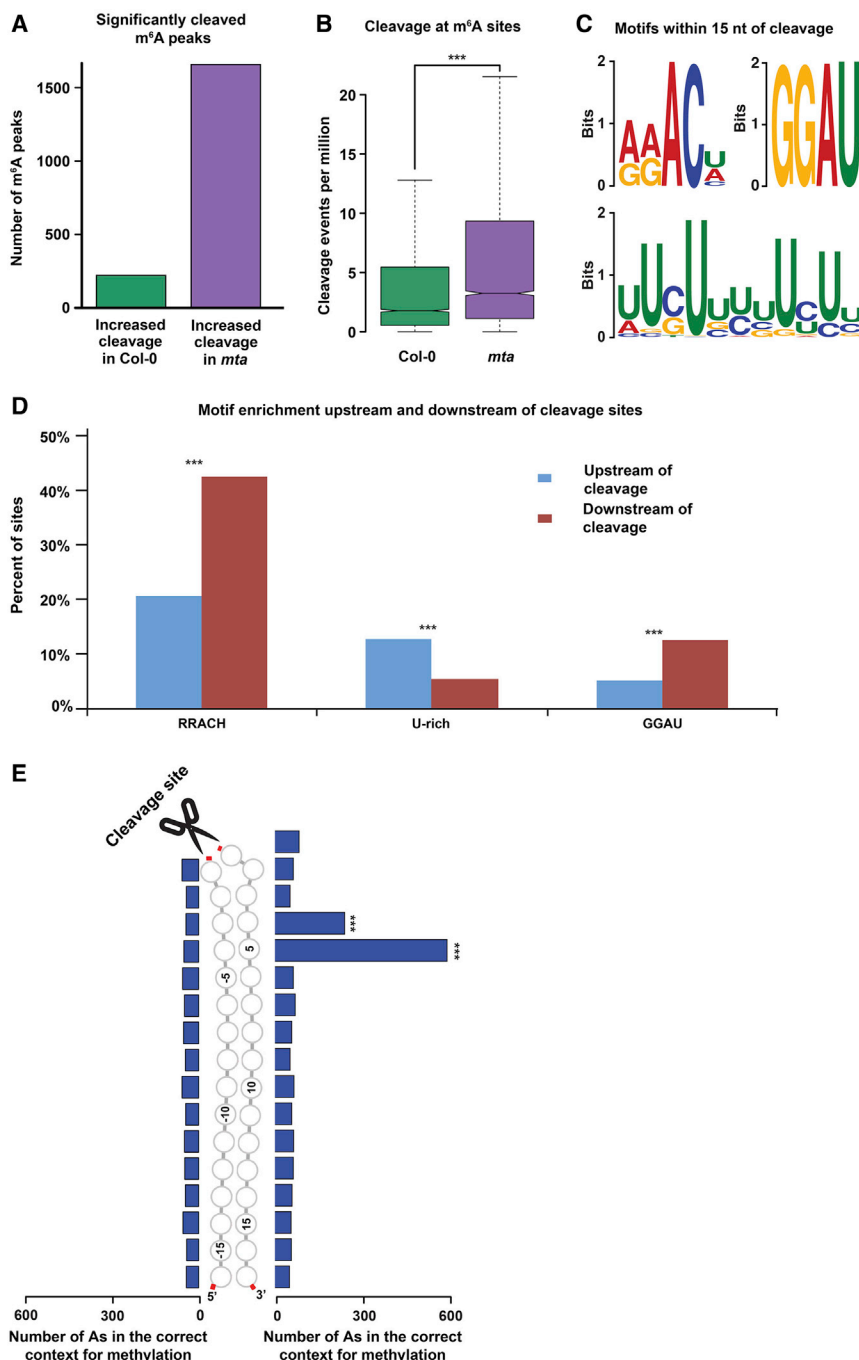 A
Significantly cleaved
m⁶A peaks
Number of m⁶A peaks
1500
1000
500
0
Increased
cleavage
in Col-0
Increased
cleavage
in mta
B
Cleavage at m⁶A sites
***
Cleavage events per million
20
15
10
5
0
Col-0
mta
C
Motifs within 15 nt of cleavage
Bits
2
1
0
A G
A G
A
C
U A C
Bits
2
1
0
GGAU
Bits
2
1
0
D
Motif enrichment upstream and downstream of cleavage sites
Percent of sites
50%
40%
30%
20%
10%
0%
***
***
***
Upstream of
cleavage
Downstream of
cleavage
RRACH
U-rich
GGAU
E
Cleavage site
***
***
5
-5
10
-10
15
-15
5'
3'
600
300
0
0
300
600
Number of As in the correct
context for methylation
Number of As in the correct
context for methylation